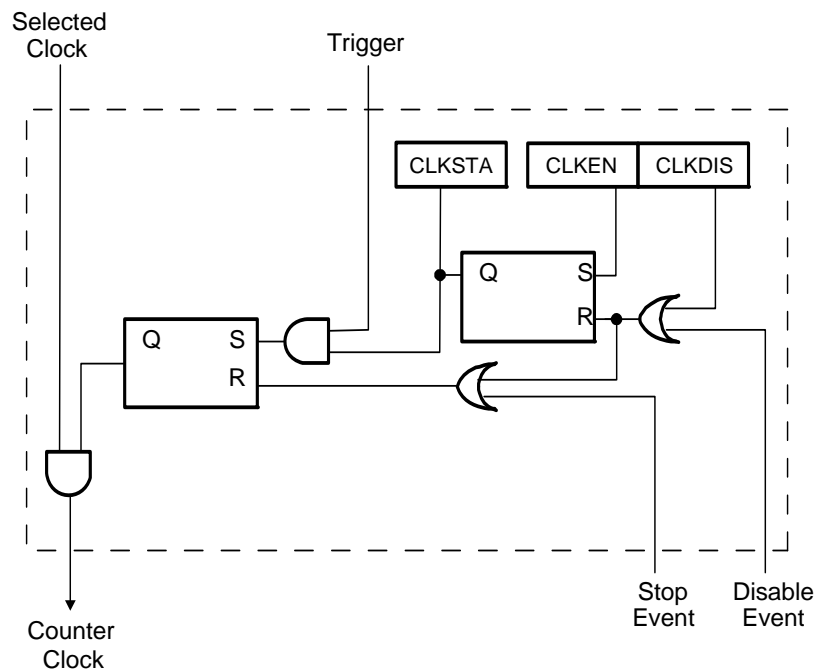 Selected
Clock
Trigger
CLKSTA
CLKEN
CLKDIS
Q
S
R
Q
S
R
Stop
Event
Disable
Event
Counter
Clock